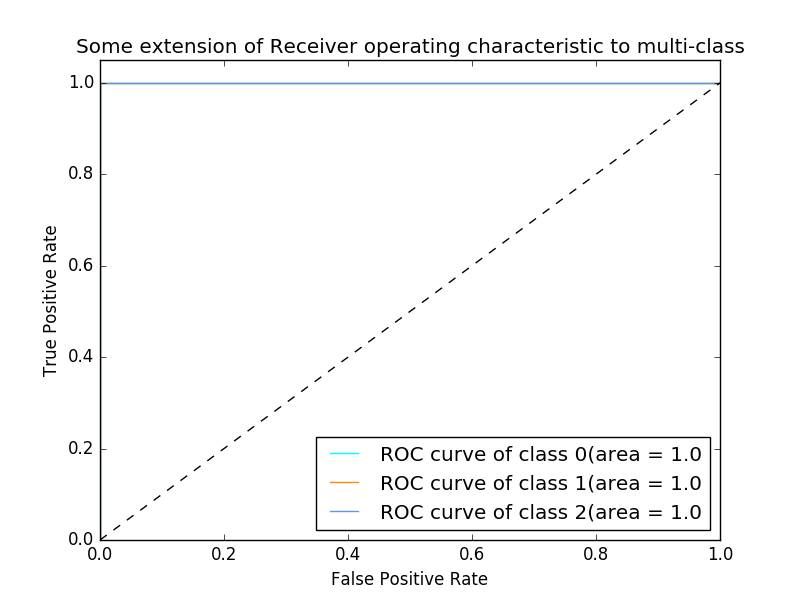 Some extension of Receiver operating characteristic to multi-class
1.0
0.8
0.6
0.4
0.2
0.0
True Positive Rate
ROC curve of class 0(area = 1.0
ROC curve of class 1(area = 1.0
ROC curve of class 2(area = 1.0
0.0 0.2 0.4 0.6 0.8 1.0
False Positive Rate